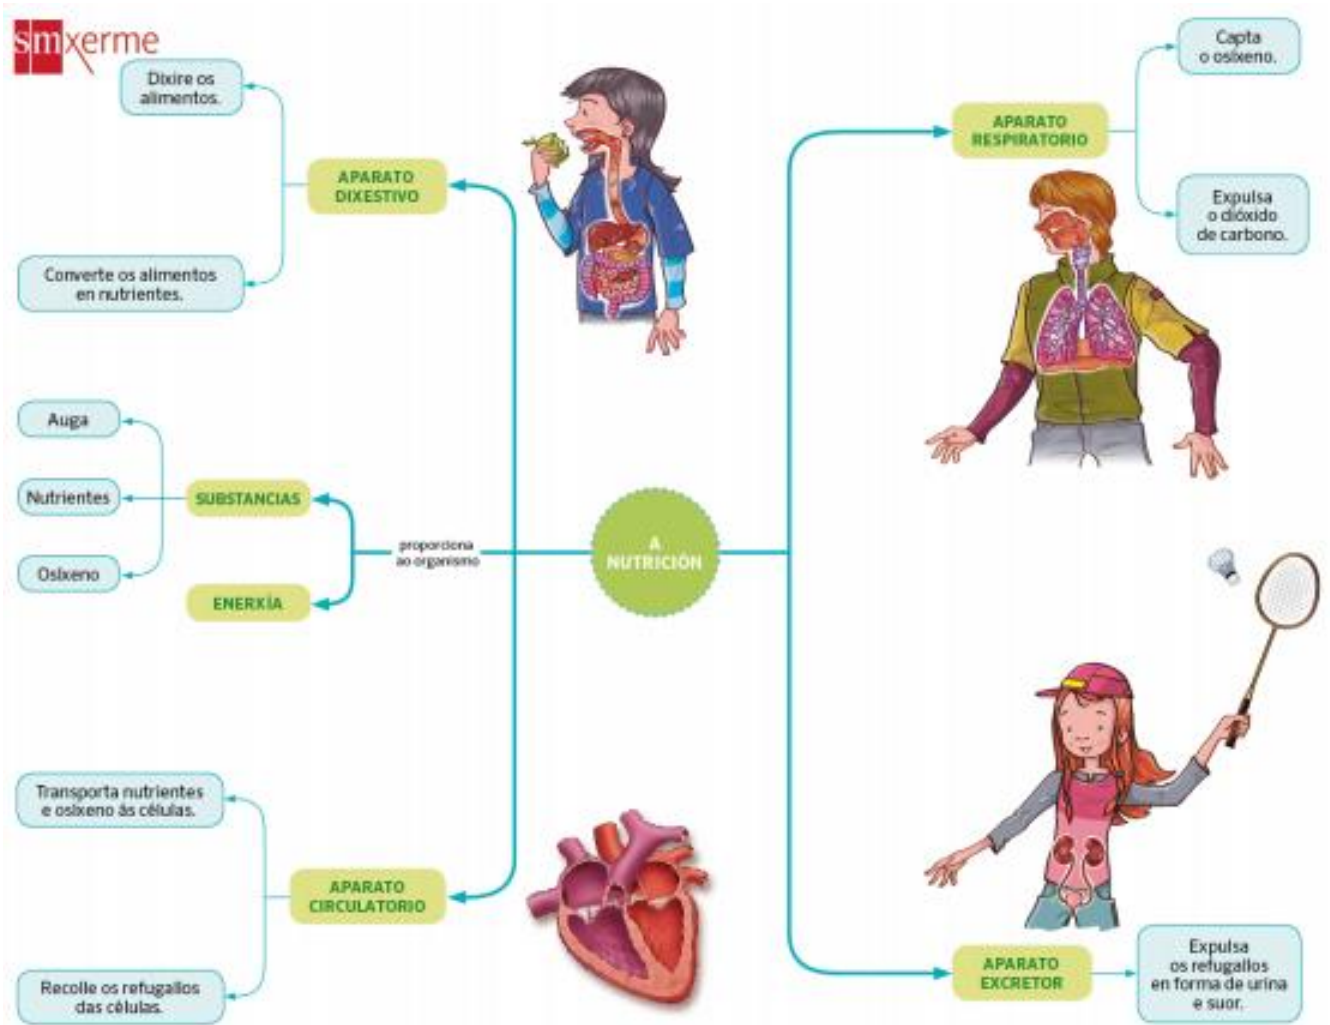 smxerme
Dixire os
alimentos.
APARATO
DIXESTIVO
Converte os alimentos
en nutrientes.
Auga
Nutrientes
Osíxeno
SUBSTANCIAS
ENERXÍA
proporciona
ao organismo
A
NUTRICIÓN
Transporta nutrientes
e osíxeno ás células.
APARATO
CIRCULATORIO
Recolle os refugallos
das células.
Capta
o osíxeno.
APARATO
RESPIRATORIO
Expulsa
o dióxido
de carbono.
APARATO
EXCRETOR
Expulsa
os refugallos
en forma de urina
e suor.